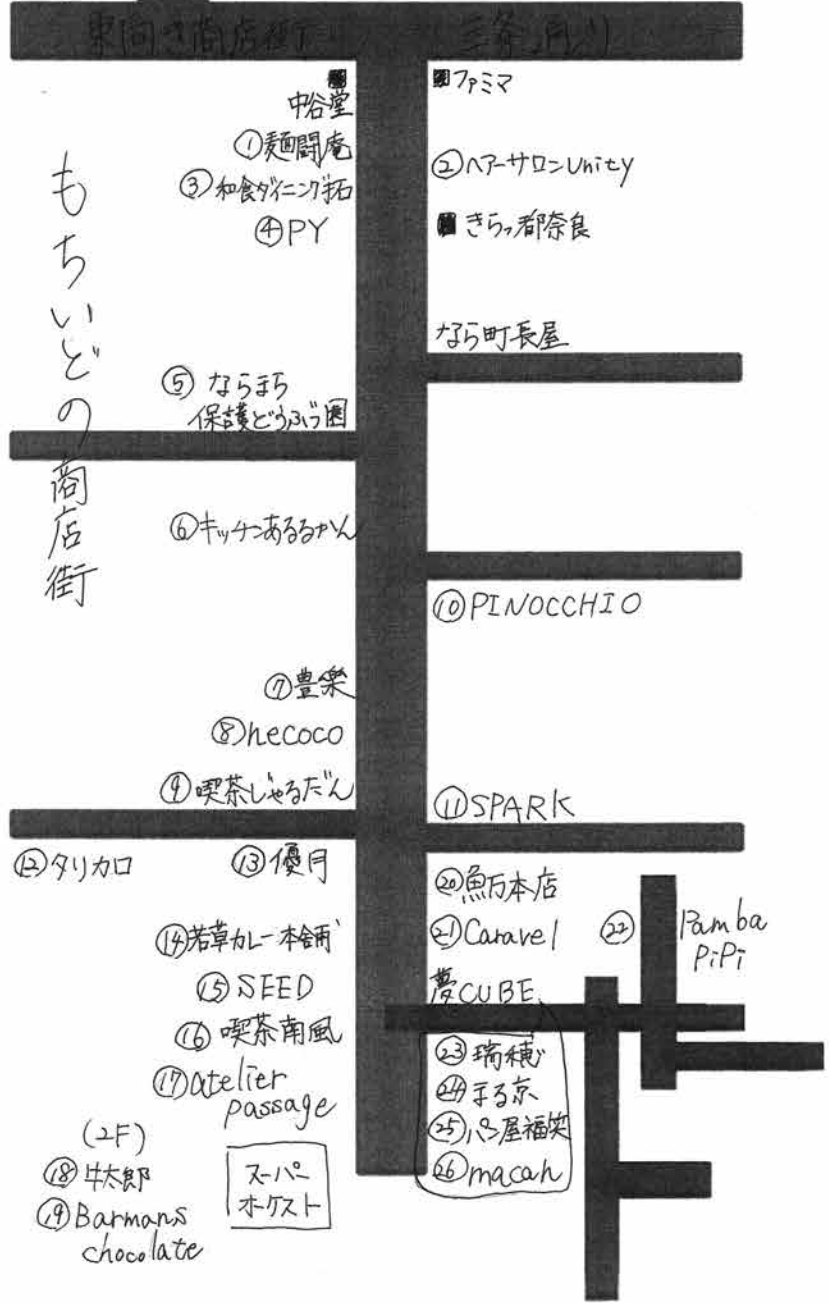 東向き商店街 三条通り
中谷堂
ファミマ
①麺闘庵
②ヘアーサロンUnity
③和食ダイニング拓
④PY
きらっ都奈良
もちいどの商店街
なら町長屋
⑤ならまち
保護どうぶつ園
⑥キッチンあるるかん
⑩PINOCCHIO
⑦豊樂
⑧necoco
⑨喫茶じゃるだん
⑪SPARK
⑫タリカロ
⑬優月
⑭若草カレー本舗
⑮SEED
⑯喫茶南風
⑰atelier
passage
(2F)
⑱牛太郎
⑲Barmans
chocolate
スーパー
オークスト
⑳魚万本店
㉑Caravel
㉒Pamba
PiPi
夢CUBE
㉓瑞穂
㉔まる京
㉕パン屋福笑
㉖macan